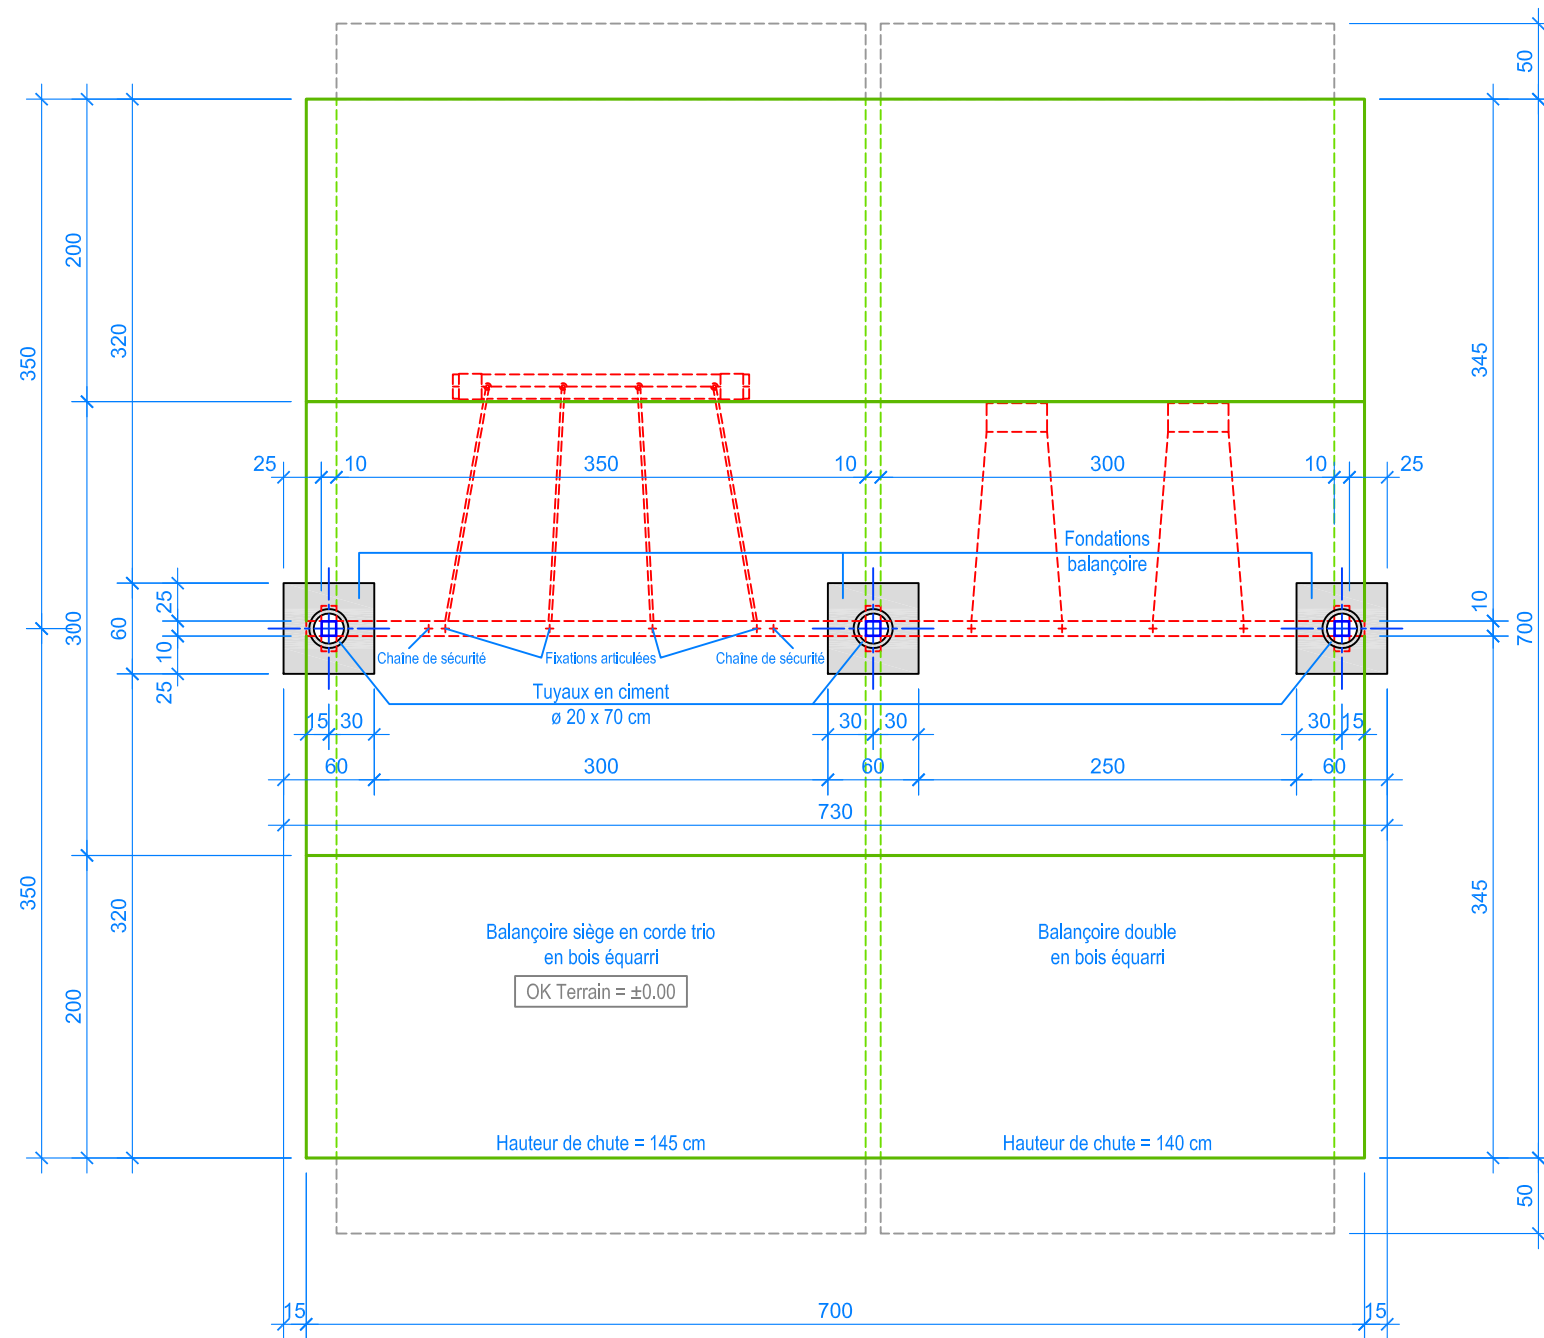 50
200
320
350
345
25
10
350
10
300
10
25
Fondations
balançoire
25
10
25
60
300
10
700
Chaîne de sécurité
Fixations articulées
Chaîne de sécurité
Tuyaux en ciment
ø 20 x 70 cm
15
30
30
30
30
15
60
300
60
250
60
730
350
320
200
345
Balançoire siège en corde trio
en bois équarri
OK Terrain = ±0.00
Balançoire double
en bois équarri
Hauteur de chute = 145 cm
Hauteur de chute = 140 cm
50
15
700
15